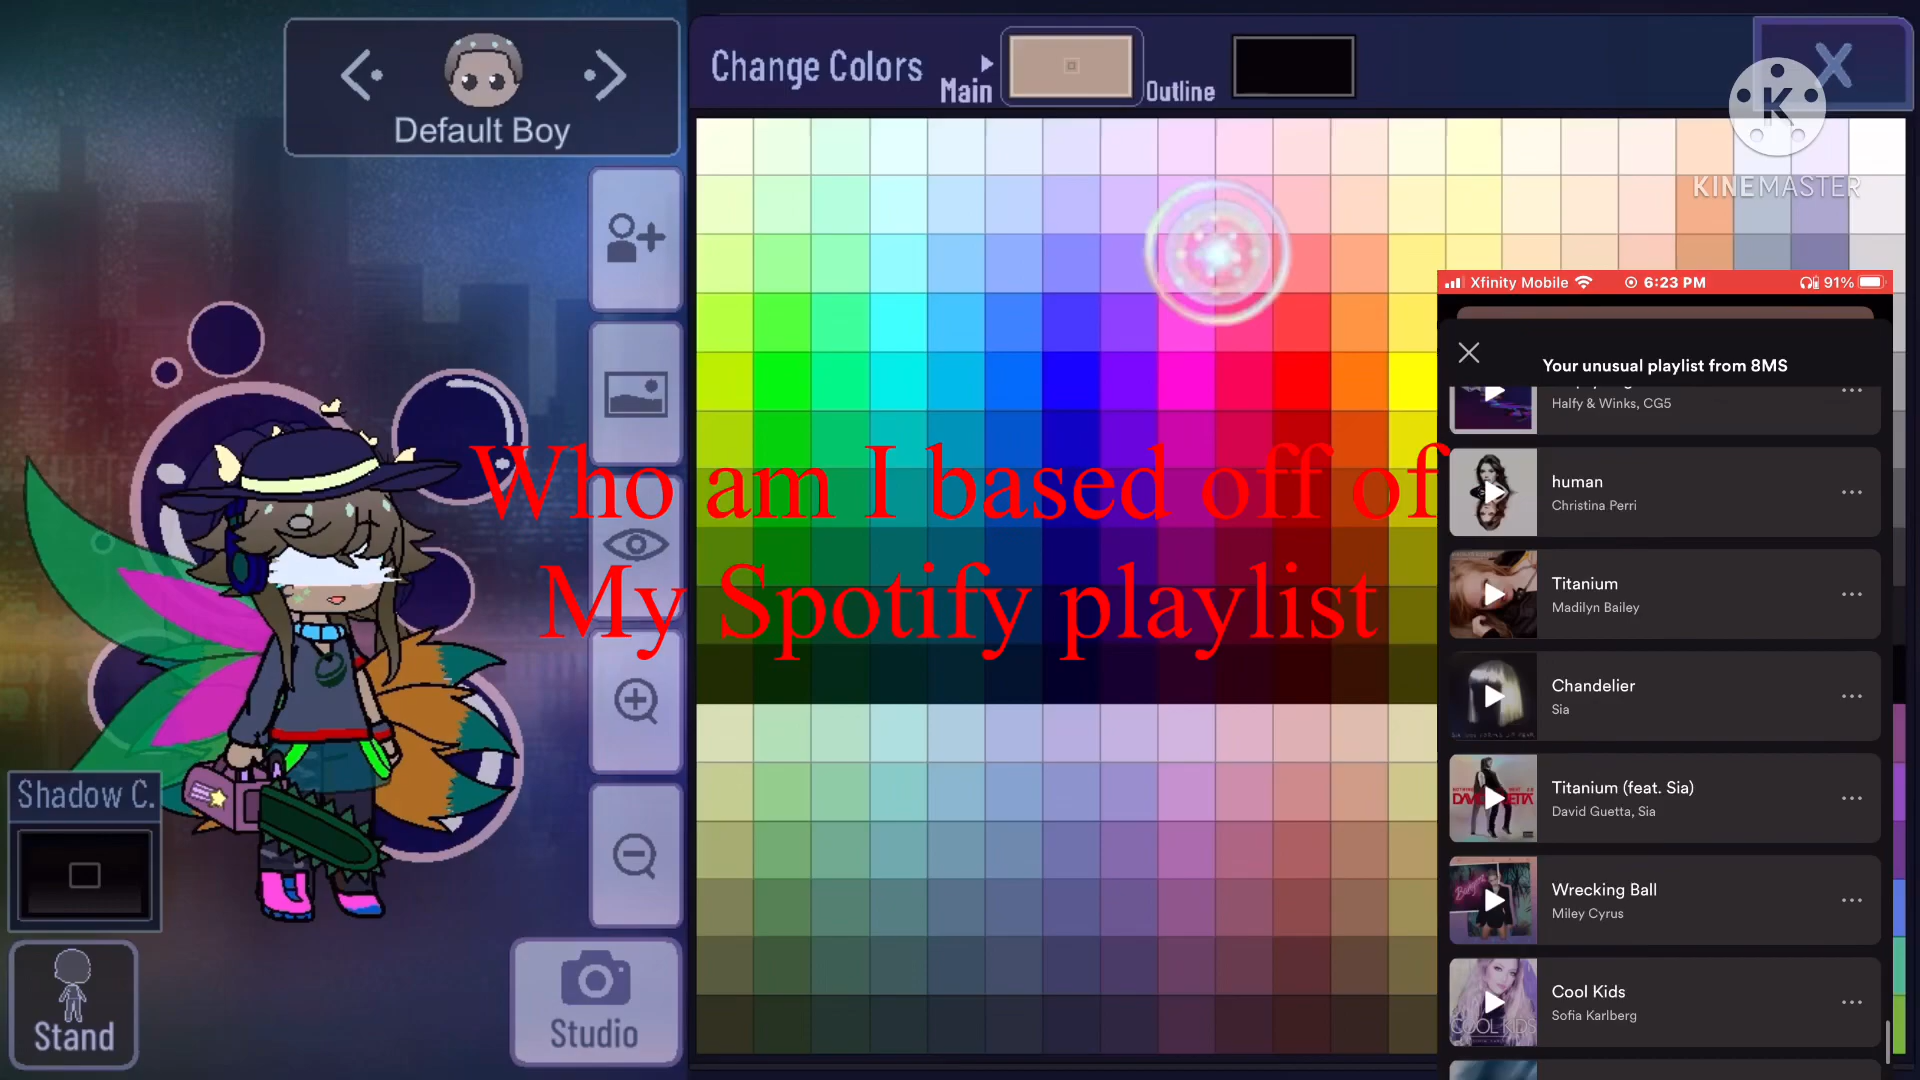 Default Boy
Change Colors
Main
Outline
X
K
KINEMASTER
Xfinity Mobile
6:23 PM
91%
Your unusual playlist from 8MS
Halfy & Winks, CG5
human
Christina Perri
Titanium
Madilyn Bailey
Chandelier
Sia
Titanium (feat. Sia)
David Guetta, Sia
Wrecking Ball
Miley Cyrus
Cool Kids
Sofia Karlberg
COOL KIDS
Who am I based off of
My Spotify playlist
Shadow C.
Stand
Studio